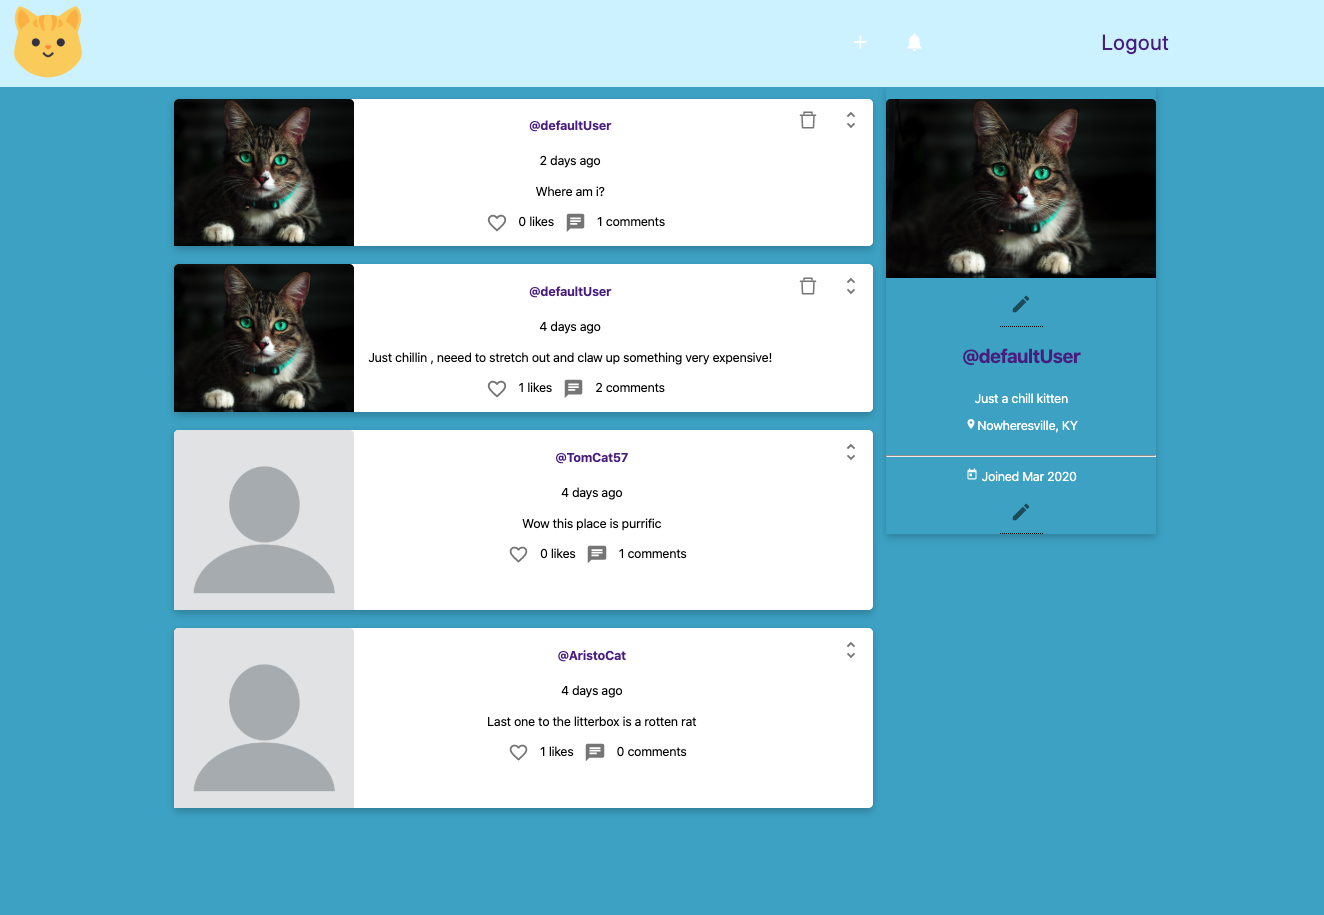 Logout
@defaultUser
2 days ago
Where am i?
0 likes 1 comments
@defaultUser
4 days ago
Just chillin , neeed to stretch out and claw up something very expensive!
1 likes 2 comments
@TomCat57
4 days ago
Wow this place is purrific
0 likes 1 comments
@AristoCat
4 days ago
Last one to the litterbox is a rotten rat
1 likes 0 comments
@defaultUser
Just a chill kitten
Nowheresville, KY
Joined Mar 2020